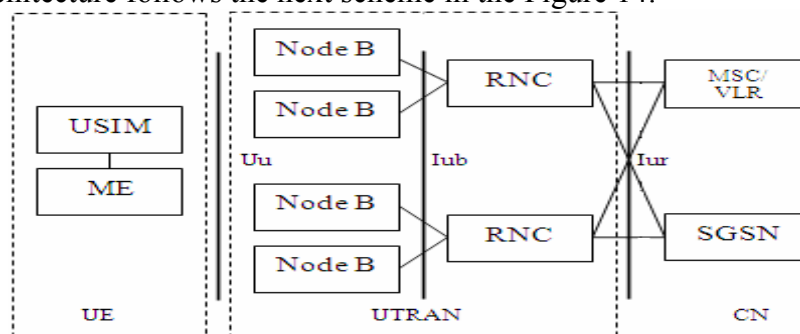 architecture follows the next scheme in the Figure 14.
Node B
Node B
USIM
ME
Uu
Node B
Node B
Iub
RNC
RNC
Iur
MSC/
VLR
SGSN
UE
UTRAN
CN